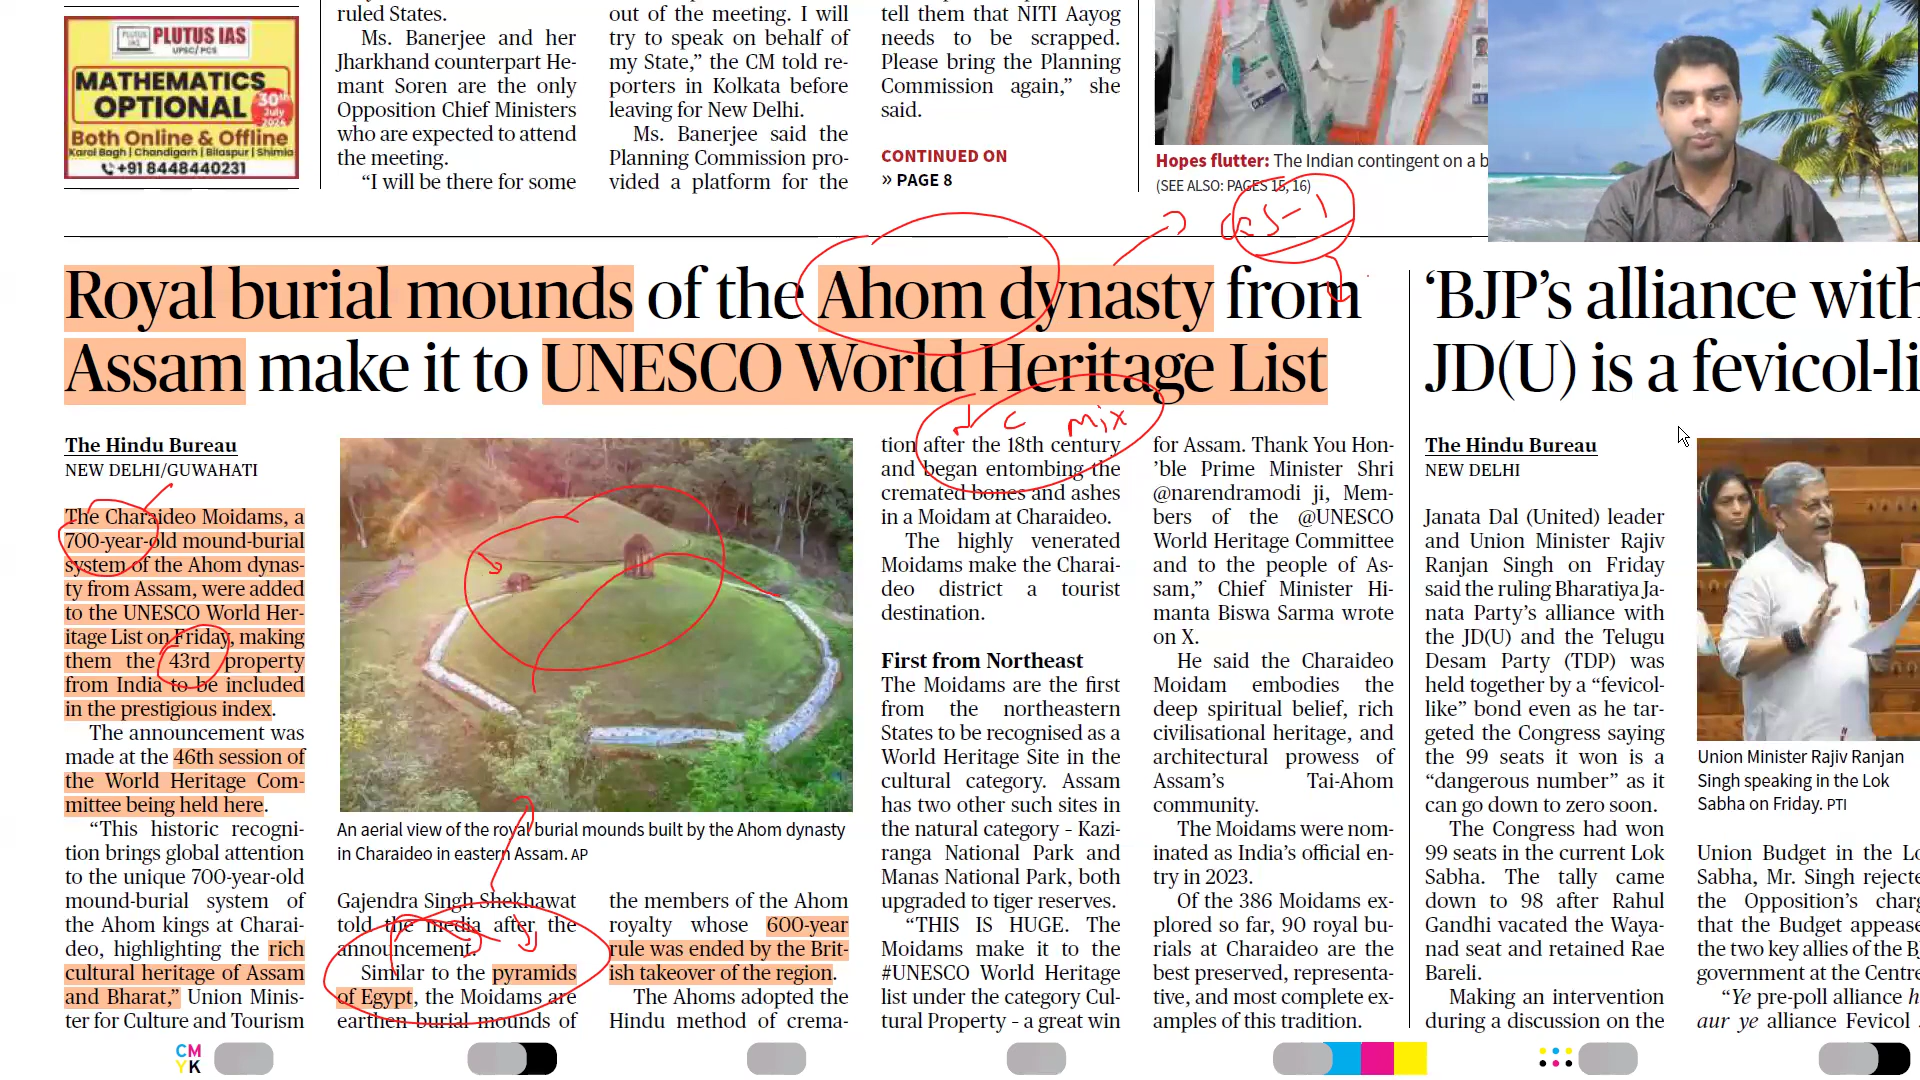 PLUTUS IAS
UPSC/PCS
MATHEMATICS
OPTIONAL
30th
July
2024
Both Online & Offline
Karol Bagh | Chandigarh | Bilaspur | Shimla
+91 8448440231
ruled States.
Ms. Banerjee and her
Jharkhand counterpart He-
mant Soren are the only
Opposition Chief Ministers
who are expected to attend
the meeting.
“I will be there for some
out of the meeting. I will
try to speak on behalf of
my State,” the CM told re-
porters in Kolkata before
leaving for New Delhi.
Ms. Banerjee said the
Planning Commission pro-
vided a platform for the
tell them that NITI Aayog
needs to be scrapped.
Please bring the Planning
Commission again,” she
said.
CONTINUED ON
» PAGE 8
Hopes flutter: The Indian contingent on a b
(SEE ALSO: PAGES 15, 16)
GS-1
Royal burial mounds of the Ahom dynasty from
Assam make it to UNESCO World Heritage List
N C Mix
The Hindu Bureau
NEW DELHI/GUWAHATI
The Charaideo Moidams, a
700-year-old mound-burial
system of the Ahom dynas-
ty from Assam, were added
to the UNESCO World Her-
itage List on Friday, making
them the 43rd property
from India to be included
in the prestigious index.
The announcement was
made at the 46th session of
the World Heritage Com-
mittee being held here.
“This historic recogni-
tion brings global attention
to the unique 700-year-old
mound-burial system of
the Ahom kings at Charai-
deo, highlighting the rich
cultural heritage of Assam
and Bharat,” Union Minis-
ter for Culture and Tourism
An aerial view of the royal burial mounds built by the Ahom dynasty
in Charaideo in eastern Assam. AP
Gajendra Singh Shekhawat
told the media after the
announcement.
Similar to the pyramids
of Egypt, the Moidams are
earthen burial mounds of
the members of the Ahom
royalty whose 600-year
rule was ended by the Brit-
ish takeover of the region.
The Ahoms adopted the
Hindu method of crema-
tion after the 18th century
and began entombing the
cremated bones and ashes
in a Moidam at Charaideo.
The highly venerated
Moidams make the Charai-
deo district a tourist
destination.
First from Northeast
The Moidams are the first
from the northeastern
States to be recognised as a
World Heritage Site in the
cultural category. Assam
has two other such sites in
the natural category - Kazi-
ranga National Park and
Manas National Park, both
upgraded to tiger reserves.
“THIS IS HUGE. The
Moidams make it to the
#UNESCO World Heritage
list under the category Cul-
tural Property - a great win
for Assam. Thank You Hon-
’ble Prime Minister Shri
@narendramodi ji, Mem-
bers of the @UNESCO
World Heritage Committee
and to the people of As-
sam,” Chief Minister Hi-
manta Biswa Sarma wrote
on X.
He said the Charaideo
Moidam embodies the
deep spiritual belief, rich
civilisational heritage, and
architectural prowess of
Assam’s Tai-Ahom
community.
The Moidams were nom-
inated as India’s official en-
try in 2023.
Of the 386 Moidams ex-
plored so far, 90 royal bu-
rials at Charaideo are the
best preserved, representa-
tive, and most complete ex-
amples of this tradition.
‘BJP’s alliance with
JD(U) is a fevicol-li
The Hindu Bureau
NEW DELHI
Janata Dal (United) leader
and Union Minister Rajiv
Ranjan Singh on Friday
said the ruling Bharatiya Ja-
nata Party’s alliance with
the JD(U) and the Telugu
Desam Party (TDP) was
held together by a “fevicol-
like” bond even as he tar-
geted the Congress saying
the 99 seats it won is a
“dangerous number” as it
can go down to zero soon.
The Congress had won
99 seats in the current Lok
Sabha. The tally came
down to 98 after Rahul
Gandhi vacated the Waya-
nad seat and retained Rae
Bareli.
Making an intervention
during a discussion on the
Union Minister Rajiv Ranjan
Singh speaking in the Lok
Sabha on Friday. PTI
Union Budget in the Lo
Sabha, Mr. Singh rejecte
the Opposition’s charg
that the Budget appease
the two key allies of the BJ
government at the Centre
“Ye pre-poll alliance h
aur ye alliance Fevicol
CM
YK